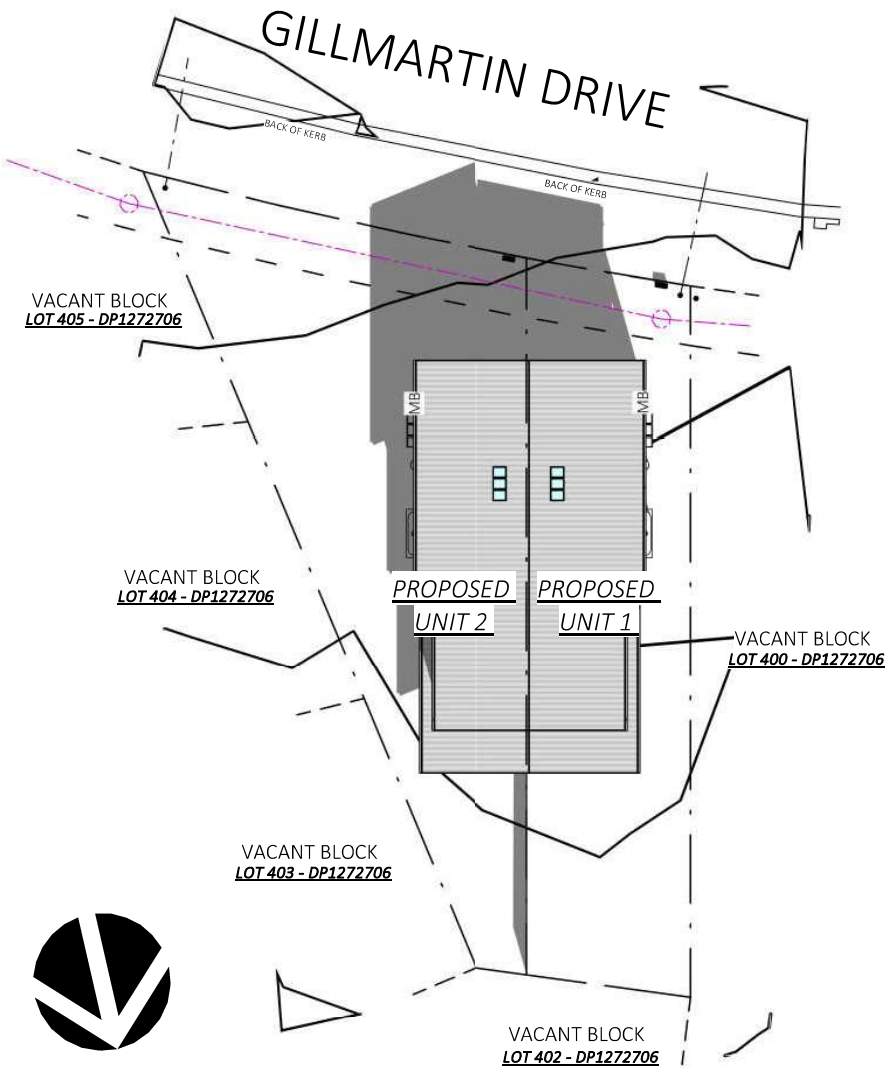 GILLMARTIN DRIVE
BACK OF KERB
BACK OF KERB
VACANT BLOCK
LOT 405 - DP1272706
MB
MB
VACANT BLOCK
LOT 404 - DP1272706
PROPOSED
UNIT 2
PROPOSED
UNIT 1
VACANT BLOCK
LOT 400 - DP1272706
VACANT BLOCK
LOT 403 - DP1272706
VACANT BLOCK
LOT 402 - DP1272706